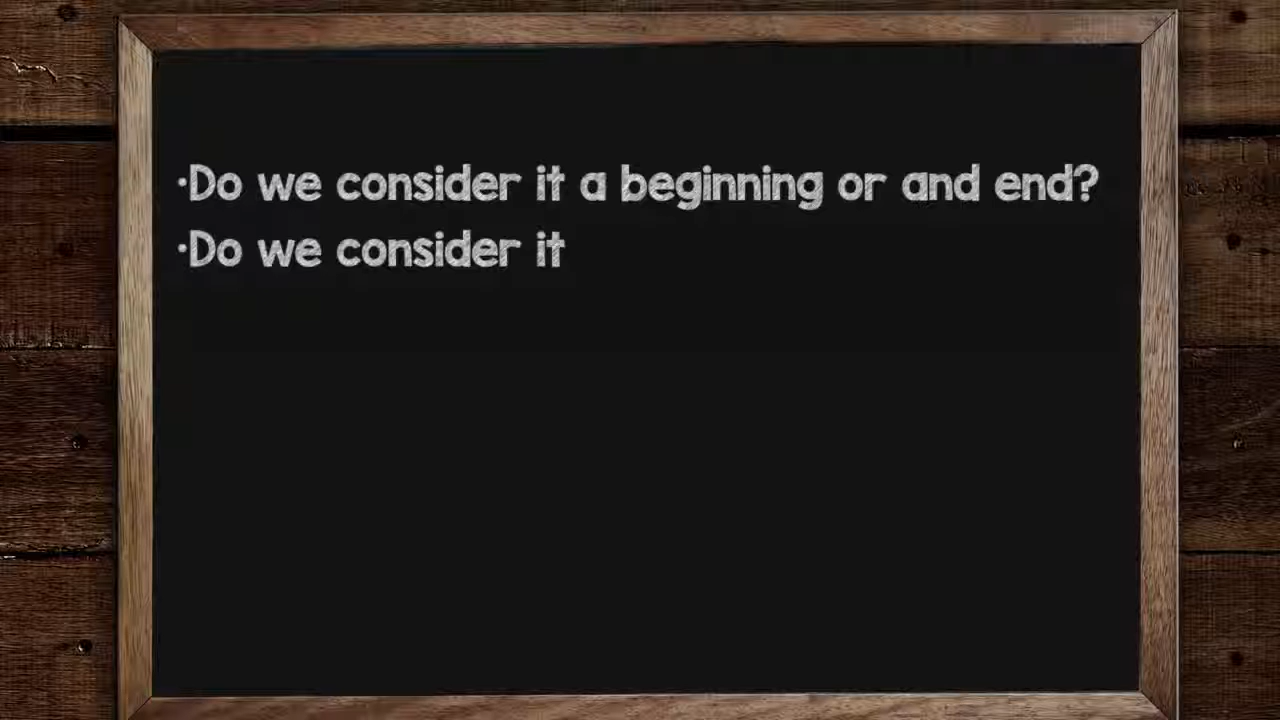 ·Do we consider it a beginning or and end?
·Do we consider it